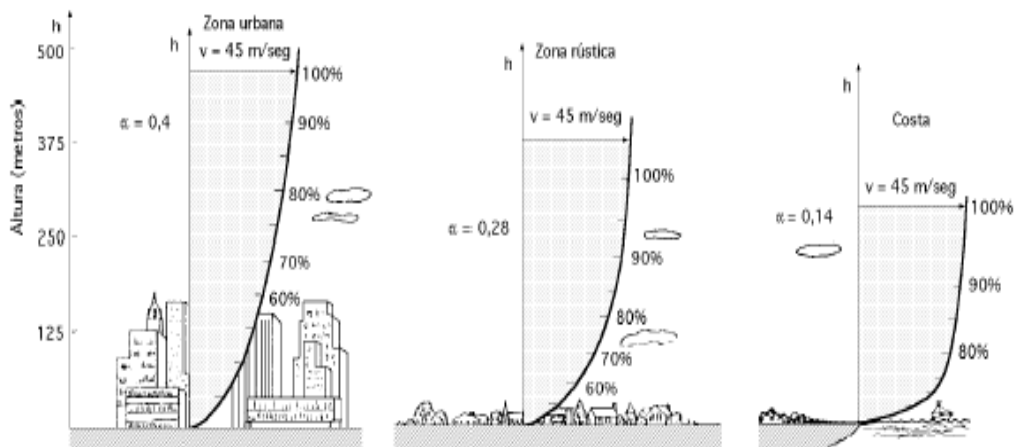 h
500
375
250
125
Altura (metros)
Zona urbana
h
v = 45 m/seg
100%
α = 0,4
90%
80%
70%
60%
Zona rústica
h
v = 45 m/seg
100%
α = 0,28
90%
80%
70%
60%
h
Costa
v = 45 m/seg
100%
α = 0,14
90%
80%